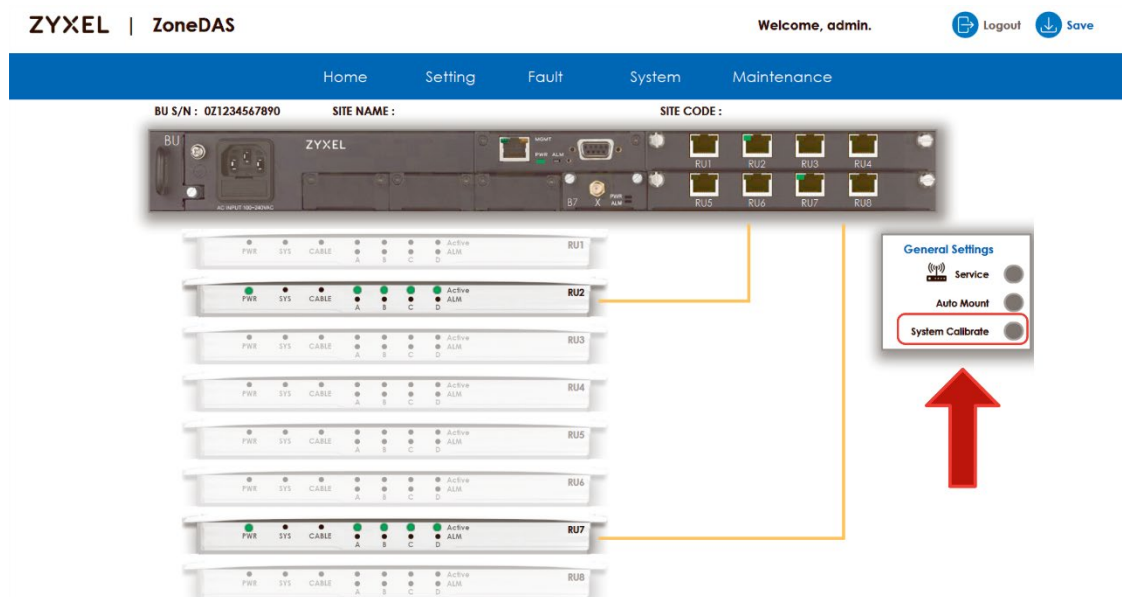 ZYXEL | ZoneDAS
Welcome, admin.
Logout
Save
Home Setting Fault System Maintenance
BU S/N : 0Z1234567890 SITE NAME : SITE CODE :
BU
ZYXEL
MGMT
PWR ALM
RU1 RU2 RU3 RU4
AC INPUT 100~240VAC
B7 X PWR
ALM
RU5 RU6 RU7 RU8
General Settings
Service
Auto Mount
System Calibrate
Active RU1
PWR SYS CABLE ALM
A B C D
Active RU2
PWR SYS CABLE ALM
A B C D
Active RU3
PWR SYS CABLE ALM
A B C D
Active RU4
PWR SYS CABLE ALM
A B C D
Active RU5
PWR SYS CABLE ALM
A B C D
Active RU6
PWR SYS CABLE ALM
A B C D
Active RU7
PWR SYS CABLE ALM
A B C D
Active RU8
PWR SYS CABLE ALM
A B C D